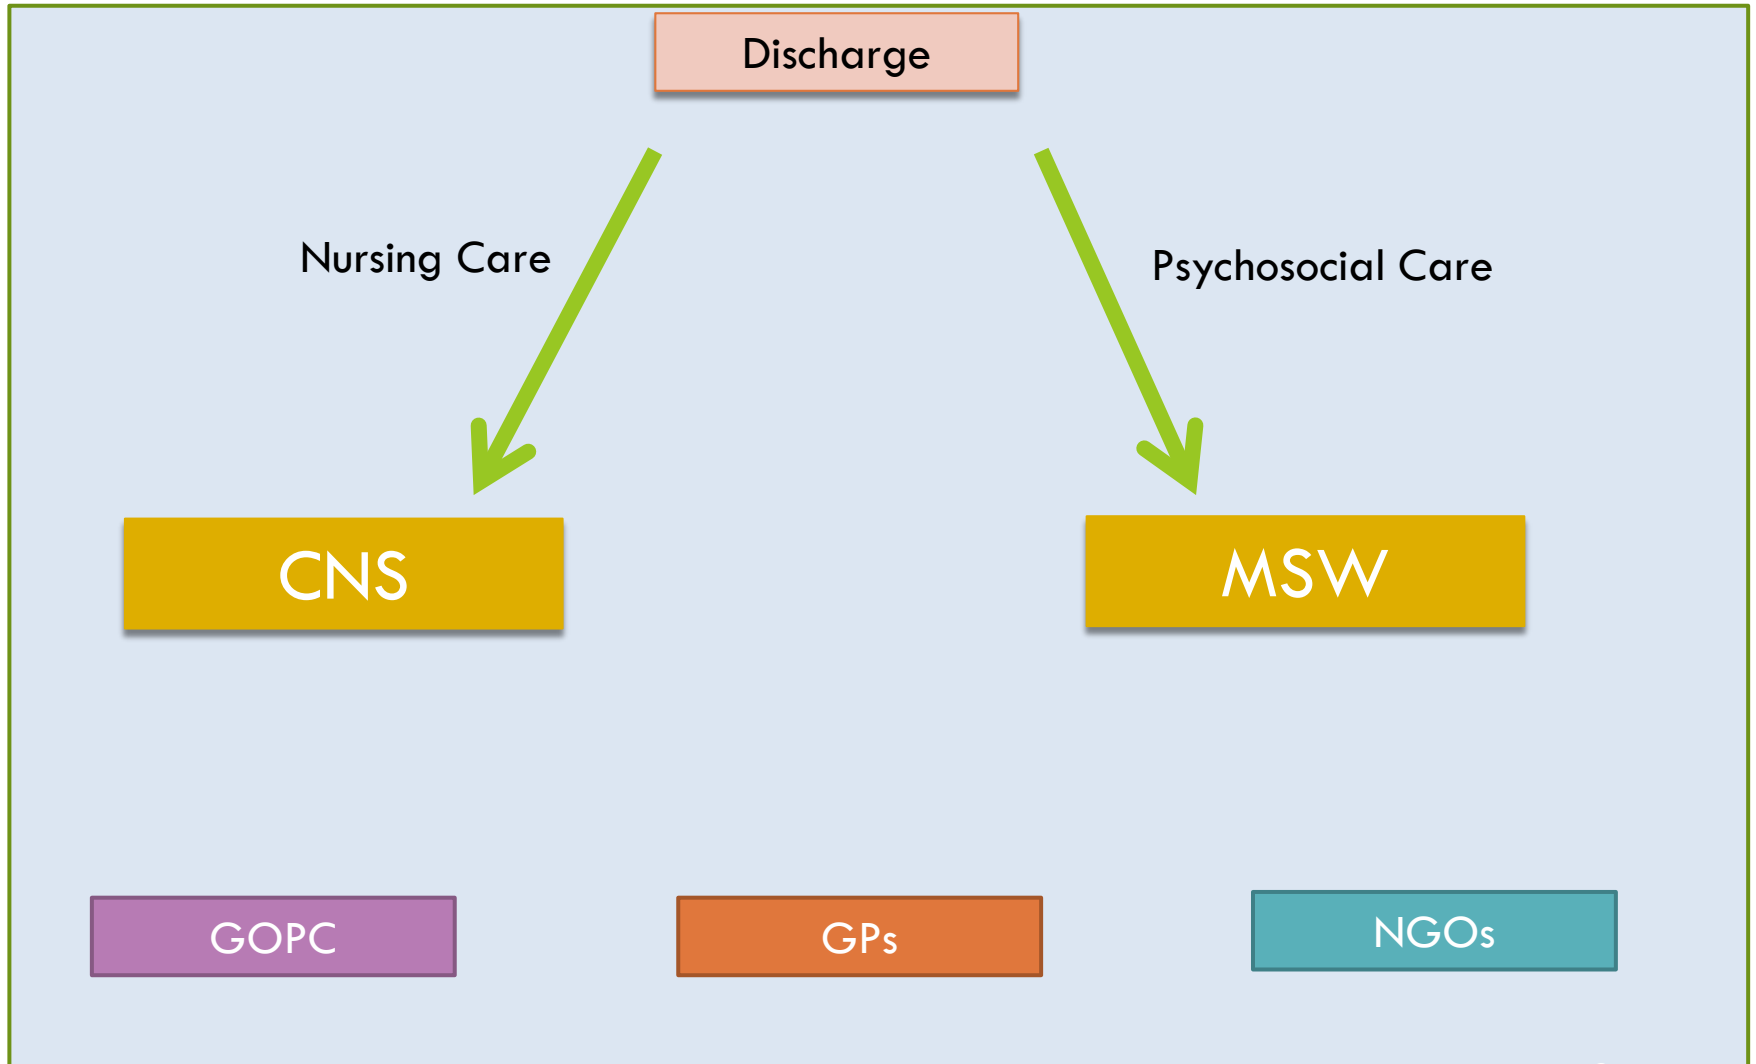 Discharge
Nursing Care
Psychosocial Care
CNS
MSW
GOPC
GPs
NGOs